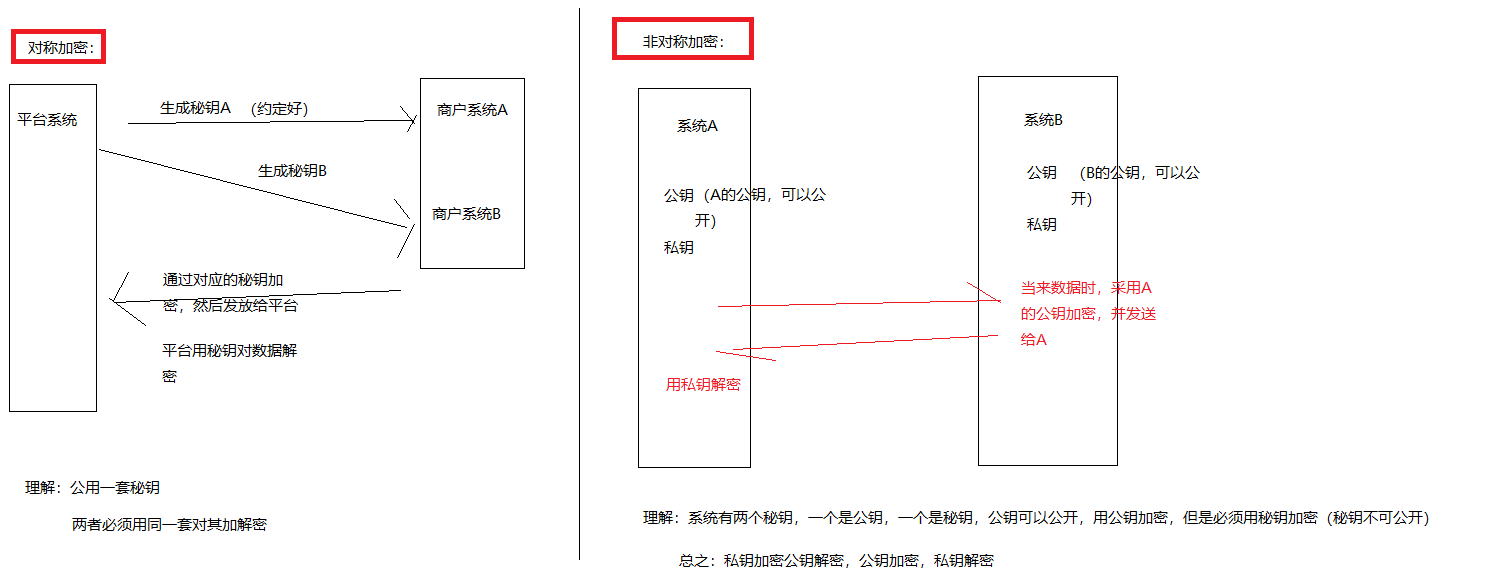 对称加密：
平台系统
生成秘钥A （约定好）
商户系统A
生成秘钥B
商户系统B
通过对应的秘钥加
密，然后发放给平台
平台用秘钥对数据解
密
理解：公用一套秘钥
两者必须用同一套对其加解密
非对称加密：
系统A
公钥（A的公钥，可以公
开）
私钥
用私钥解密
系统B
公钥 （B的公钥，可以公
开）
私钥
当来数据时，采用A
的公钥加密，并发送
给A
理解：系统有两个秘钥，一个是公钥，一个是秘钥，公钥可以公开，用公钥加密，但是必须用秘钥加密（秘钥不可公开）
总之：私钥加密公钥解密，公钥加密，私钥解密